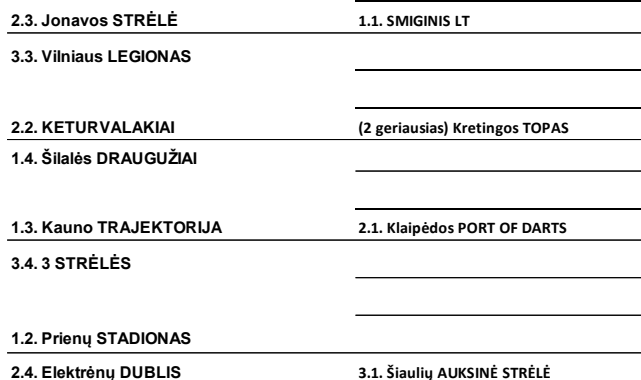 2.3. Jonavos STRĖLĖ 1.1. SMIGINIS LT
3.3. Vilniaus LEGIONAS
2.2. KETURVALAKIAI (2 geriausias) Kretingos TOPAS
1.4. Šilalės DRAUGUŽIAI
1.3. Kauno TRAJEKTORIJA 2.1. Klaipėdos PORT OF DARTS
3.4. 3 STRĖLĖS
1.2. Prienų STADIONAS
2.4. Elektrėnų DUBLIS 3.1. Šiaulių AUKSINĖ STRĖLĖ